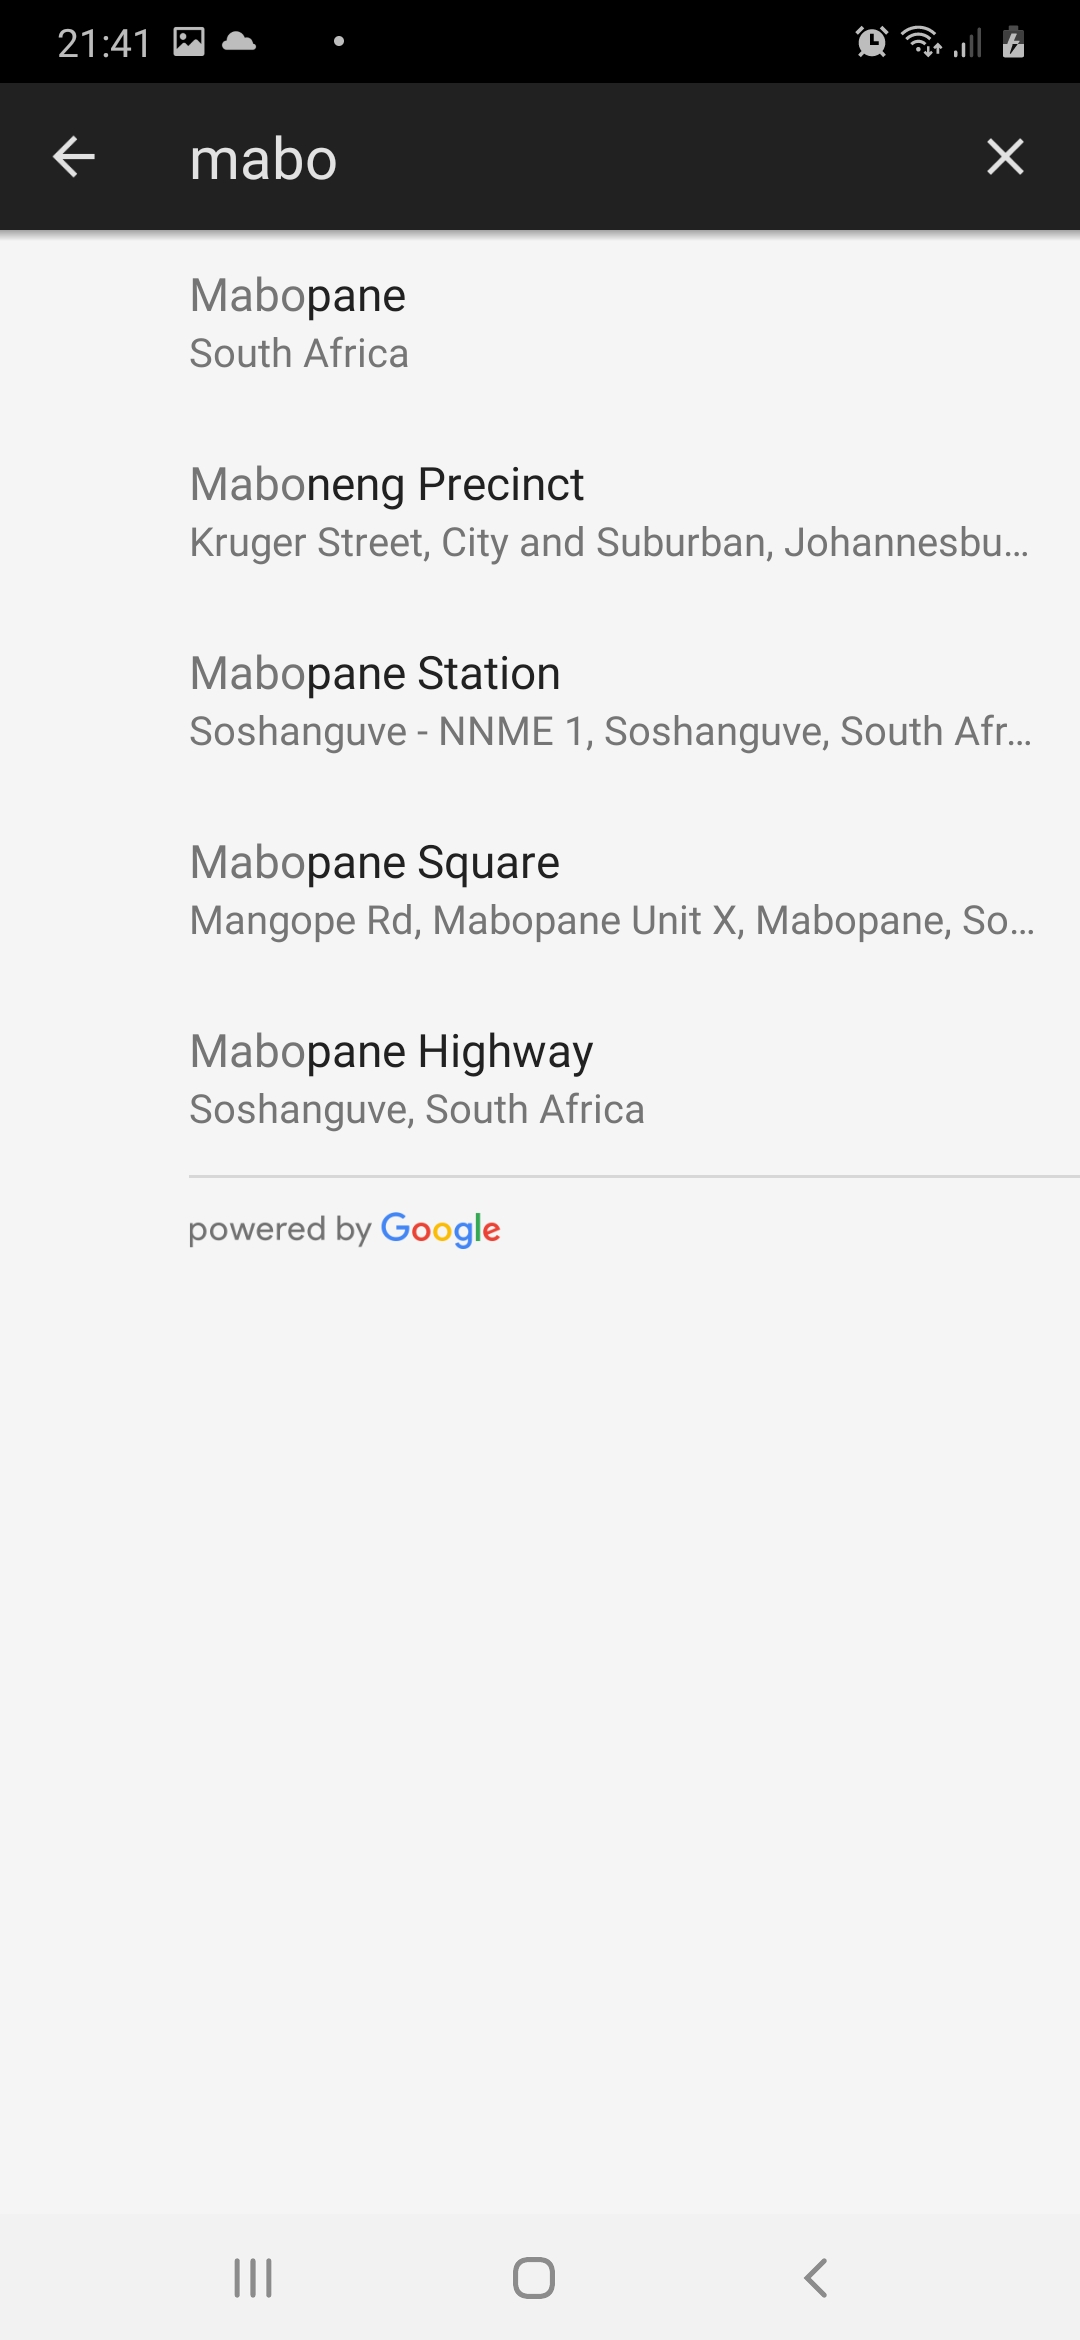 21:41
mabo
Mabopane
South Africa
Maboneng Precinct
Kruger Street, City and Suburban, Johannesbu...
Mabopane Station
Soshanguve - NNME 1, Soshanguve, South Afr...
Mabopane Square
Mangope Rd, Mabopane Unit X, Mabopane, So...
Mabopane Highway
Soshanguve, South Africa
powered by Google